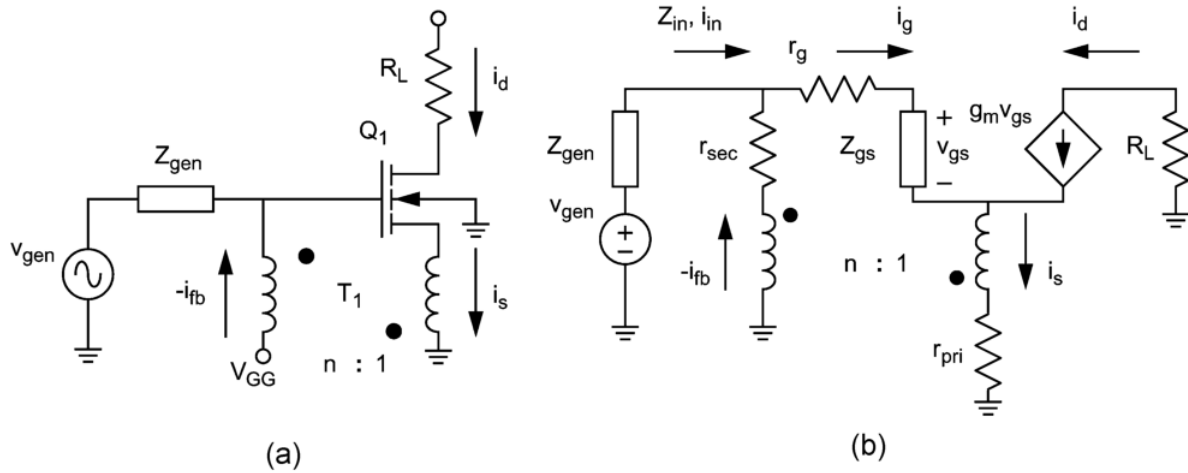 R_L
i_d
Q_1
Z_gen
v_gen
-i_fb
T_1
i_s
n : 1
V_GG
(a)
Z_in, i_in
i_g
i_d
r_g
Z_gen
r_sec
Z_gs
+
v_gs
–
g_m v_gs
R_L
v_gen
+
–
-i_fb
n : 1
i_s
r_pri
(b)